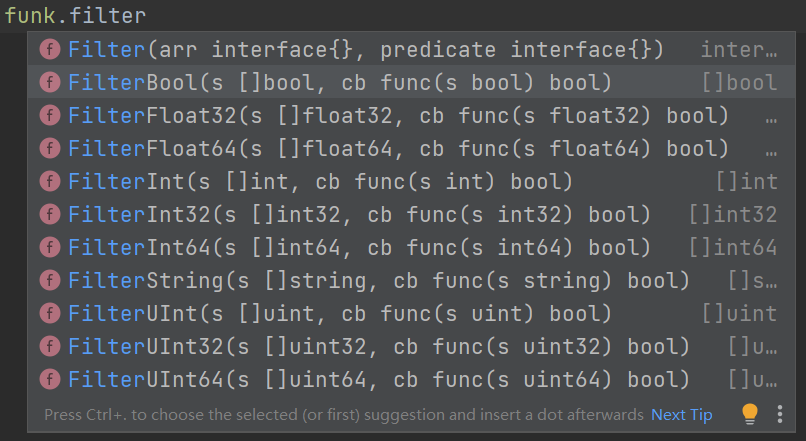 funk.filter
f Filter(arr interface{}, predicate interface{}) inter…
f FilterBool(s []bool, cb func(s bool) bool) []bool
f FilterFloat32(s []float32, cb func(s float32) bool) …
f FilterFloat64(s []float64, cb func(s float64) bool) …
f FilterInt(s []int, cb func(s int) bool) []int
f FilterInt32(s []int32, cb func(s int32) bool) []int32
f FilterInt64(s []int64, cb func(s int64) bool) []int64
f FilterString(s []string, cb func(s string) bool) []s…
f FilterUInt(s []uint, cb func(s uint) bool) []uint
f FilterUInt32(s []uint32, cb func(s uint32) bool) []u…
f FilterUInt64(s []uint64, cb func(s uint64) bool) []u…
Press Ctrl+. to choose the selected (or first) suggestion and insert a dot afterwards Next Tip